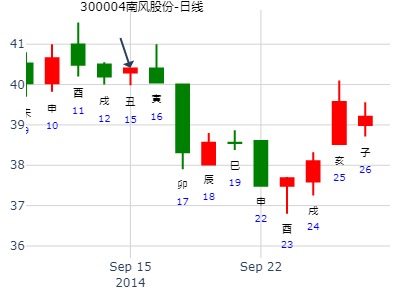 300004南风股份-日线
41
40
39
38
37
36
未
9
申
10
酉
11
戌
12
丑
15
寅
16
卯
17
辰
18
巳
19
申
22
酉
23
戌
24
亥
25
子
26
Sep 15
2014
Sep 22